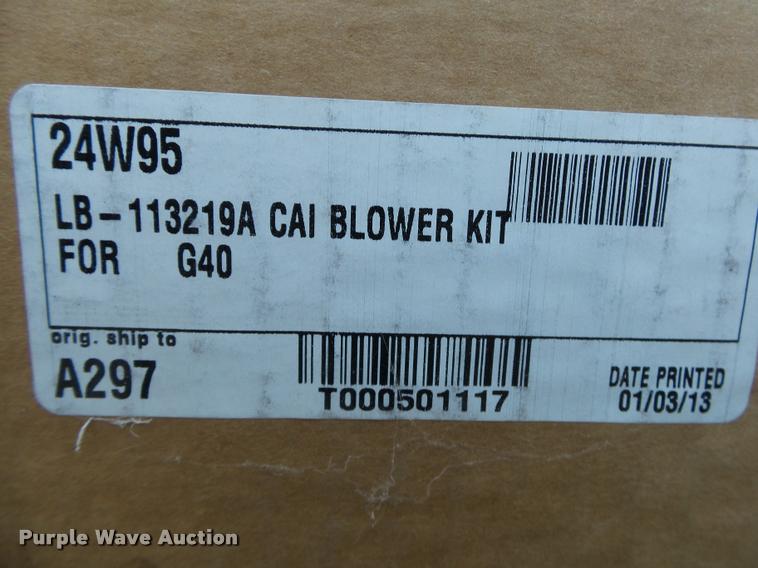 24W95
LB-113219A CAI BLOWER KIT
FOR G40
orig. ship to
A297
T000501117
DATE PRINTED
01/03/13
Purple Wave Auction